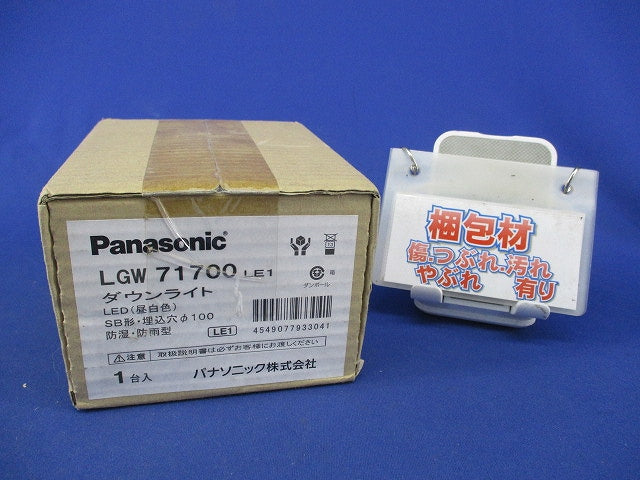 Panasonic
LGW 71700 LE1
ダウンライト
LED(昼白色)
SB形・埋込穴φ100
防湿・防雨型
LE1
箱
ダンボール
4549077933041
注意 取扱説明書は必ずお客様にお渡しください
1台入
パナソニック株式会社
梱包材
傷.つぶれ.汚れ
やぶれ 有り